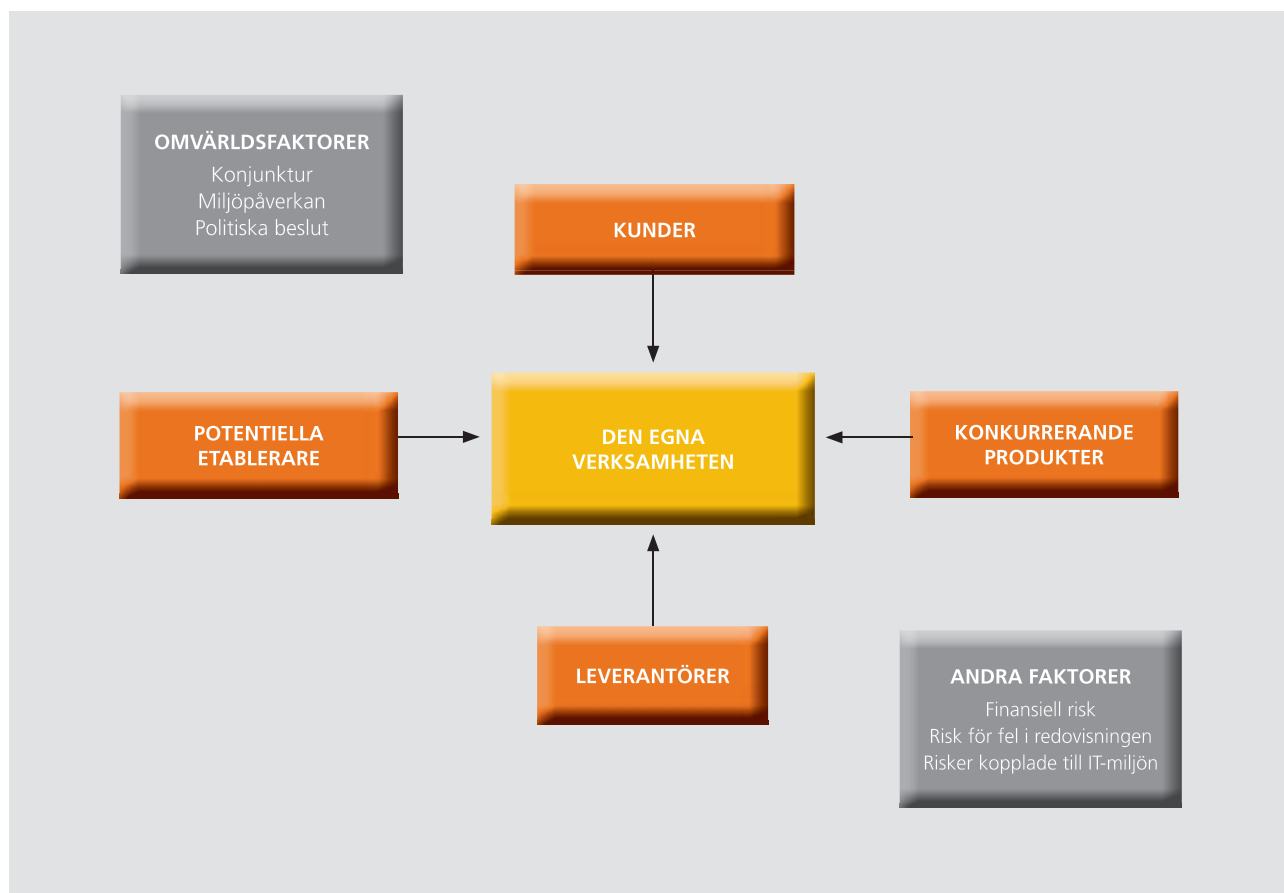 OMVÄRLDSFAKTORER
Konjunktur
Miljöpåverkan
Politiska beslut
KUNDER
POTENTIELLA
ETABLERARE
DEN EGNA
VERKSAMHETEN
KONKURRERANDE
PRODUKTER
LEVERANTÖRER
ANDRA FAKTORER
Finansiell risk
Risk för fel i redovisningen
Risker kopplade till IT-miljön